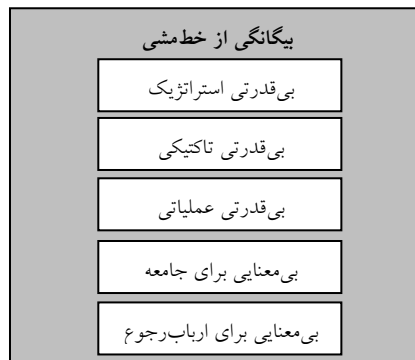 بیگانگی از خط‌مشی
بی‌قدرتی استراتژیک
بی‌قدرتی تاکتیکی
بی‌قدرتی عملیاتی
بی‌معنایی برای جامعه
بی‌معنایی برای ارباب‌رجوع